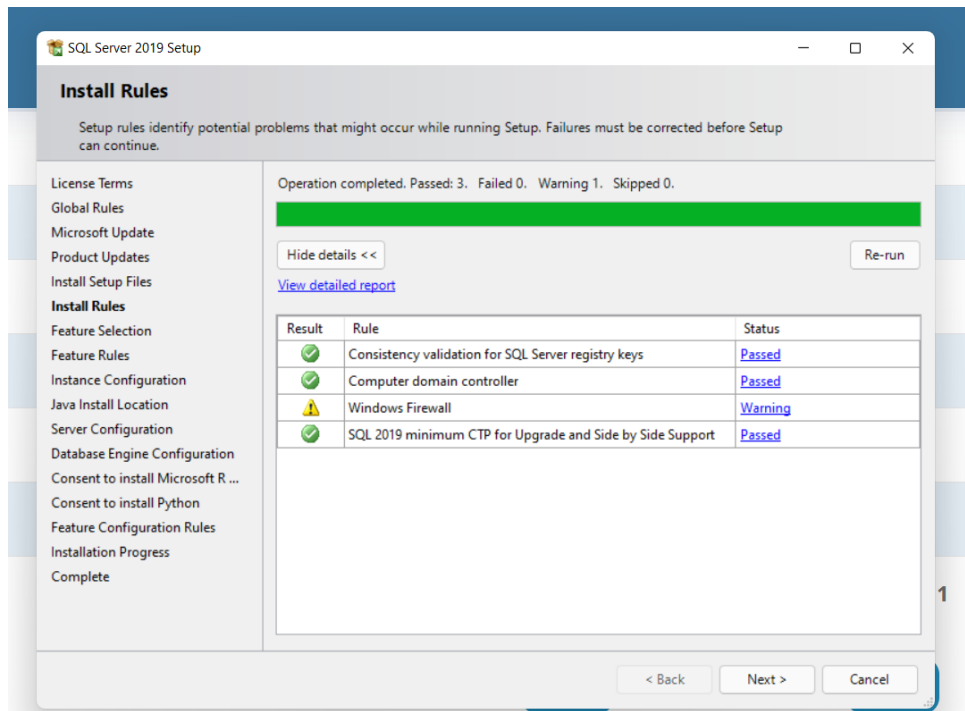 SQL Server 2019 Setup
Install Rules
Setup rules identify potential problems that might occur while running Setup. Failures must be corrected before Setup
can continue.
License Terms
Global Rules
Microsoft Update
Product Updates
Install Setup Files
Install Rules
Feature Selection
Feature Rules
Instance Configuration
Java Install Location
Server Configuration
Database Engine Configuration
Consent to install Microsoft R ...
Consent to install Python
Feature Configuration Rules
Installation Progress
Complete
Operation completed. Passed: 3. Failed 0. Warning 1. Skipped 0.
Hide details <<
Re-run
View detailed report
Result Rule Status
Consistency validation for SQL Server registry keys Passed
Computer domain controller Passed
Windows Firewall Warning
SQL 2019 minimum CTP for Upgrade and Side by Side Support Passed
1
< Back Next > Cancel